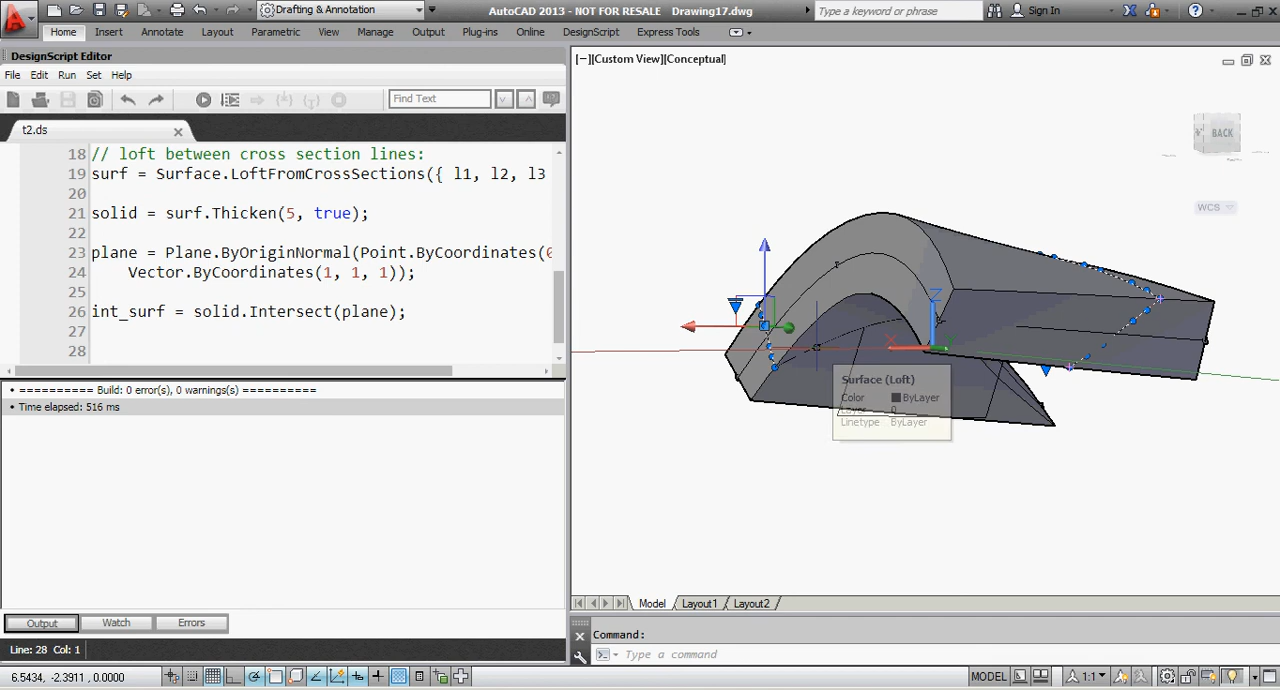 Drafting & Annotation
AutoCAD 2013 - NOT FOR RESALE Drawing17.dwg
Type a keyword or phrase
Sign In
Home Insert Annotate Layout Parametric View Manage Output Plug-ins Online DesignScript Express Tools
DesignScript Editor
File Edit Run Set Help
Find Text
t2.ds
18 // loft between cross section lines:
19 surf = Surface.LoftFromCrossSections({ l1, l2, l3
20
21 solid = surf.Thicken(5, true);
22
23 plane = Plane.ByOriginNormal(Point.ByCoordinates(0
24 Vector.ByCoordinates(1, 1, 1));
25
26 int_surf = solid.Intersect(plane);
28
========== Build: 0 error(s), 0 warning(s) ==========
Time elapsed: 516 ms
Output Watch Errors
Line: 28 Col: 1
[−][Custom View][Conceptual]
BACK
WCS
X
Z
Surface (Loft)
Color ByLayer
Layer 0
Linetype ByLayer
Model Layout1 Layout2
Command:
Type a command
6.5434, -2.3911, 0.0000
MODEL
1:1